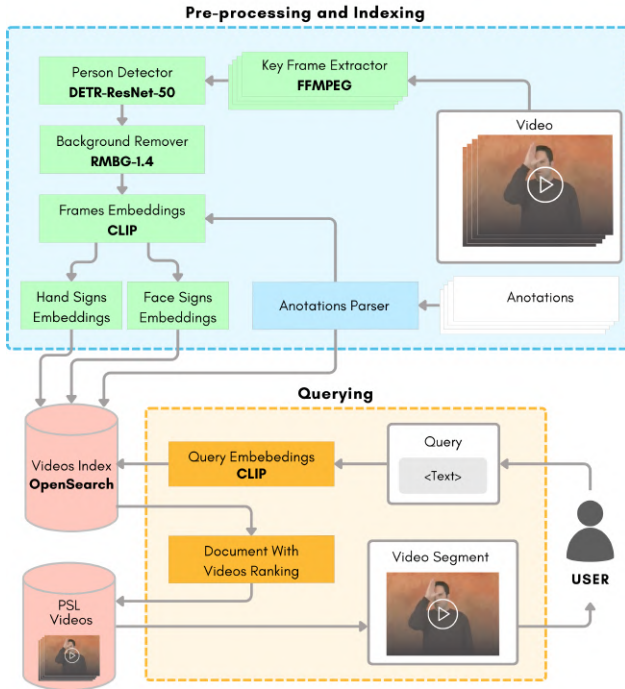 Pre-processing and Indexing
Person Detector
DETR-ResNet-50
Key Frame Extractor
FFMPEG
Video
Background Remover
RMBG-1.4
Frames Embeddings
CLIP
Hand Signs
Embeddings
Face Signs
Embeddings
Anotations Parser
Anotations
Querying
Videos Index
OpenSearch
Query Embebedings
CLIP
Query
<Text>
Document With
Videos Ranking
Video Segment
USER
PSL
Videos